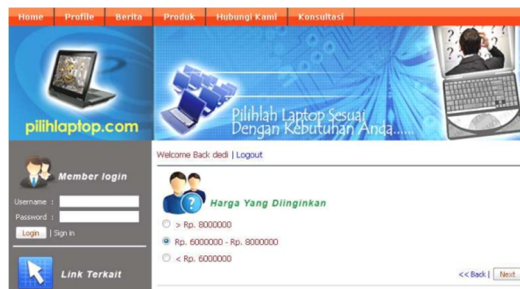 Home Profile Berita Produk Hubungi Kami Konsultasi
pilihlaptop.com
Pilihlah Laptop Sesuai
Dengan Kebutuhan Anda......
Member login
Username :
Password :
Login | Sign in
Link Terkait
Welcome Back dedi | Logout
Harga Yang Diinginkan
> Rp. 8000000
Rp. 6000000 - Rp. 8000000
< Rp. 6000000
<< Back | Next